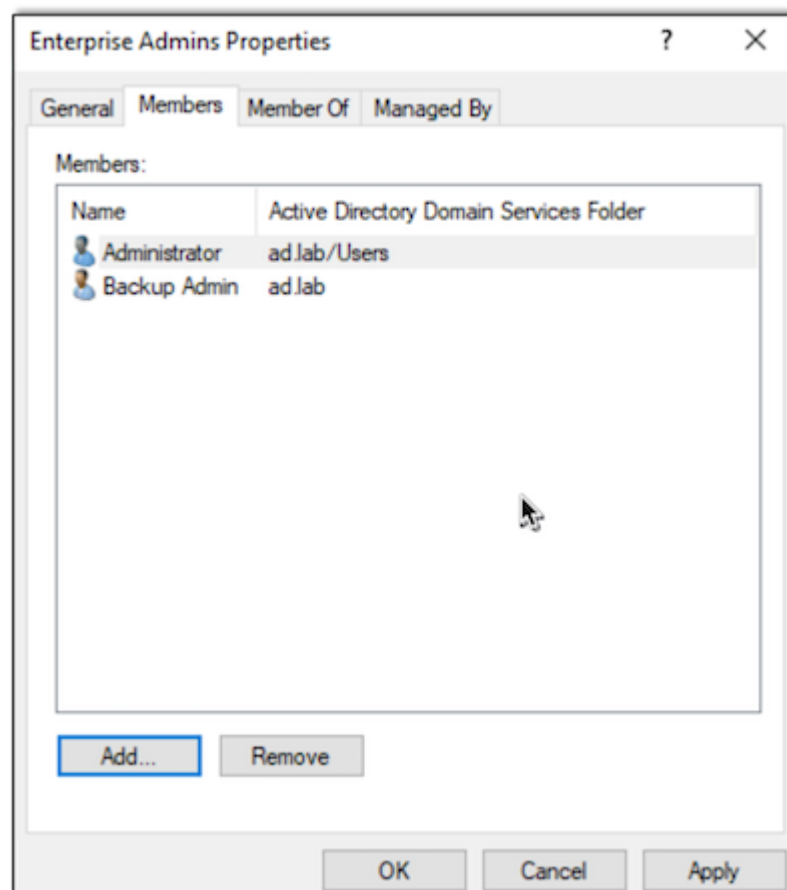 Enterprise Admins Properties ? ×
General Members Member Of Managed By
Members:
Name Active Directory Domain Services Folder
Administrator ad.lab/Users
Backup Admin ad.lab
Add... Remove
OK Cancel Apply